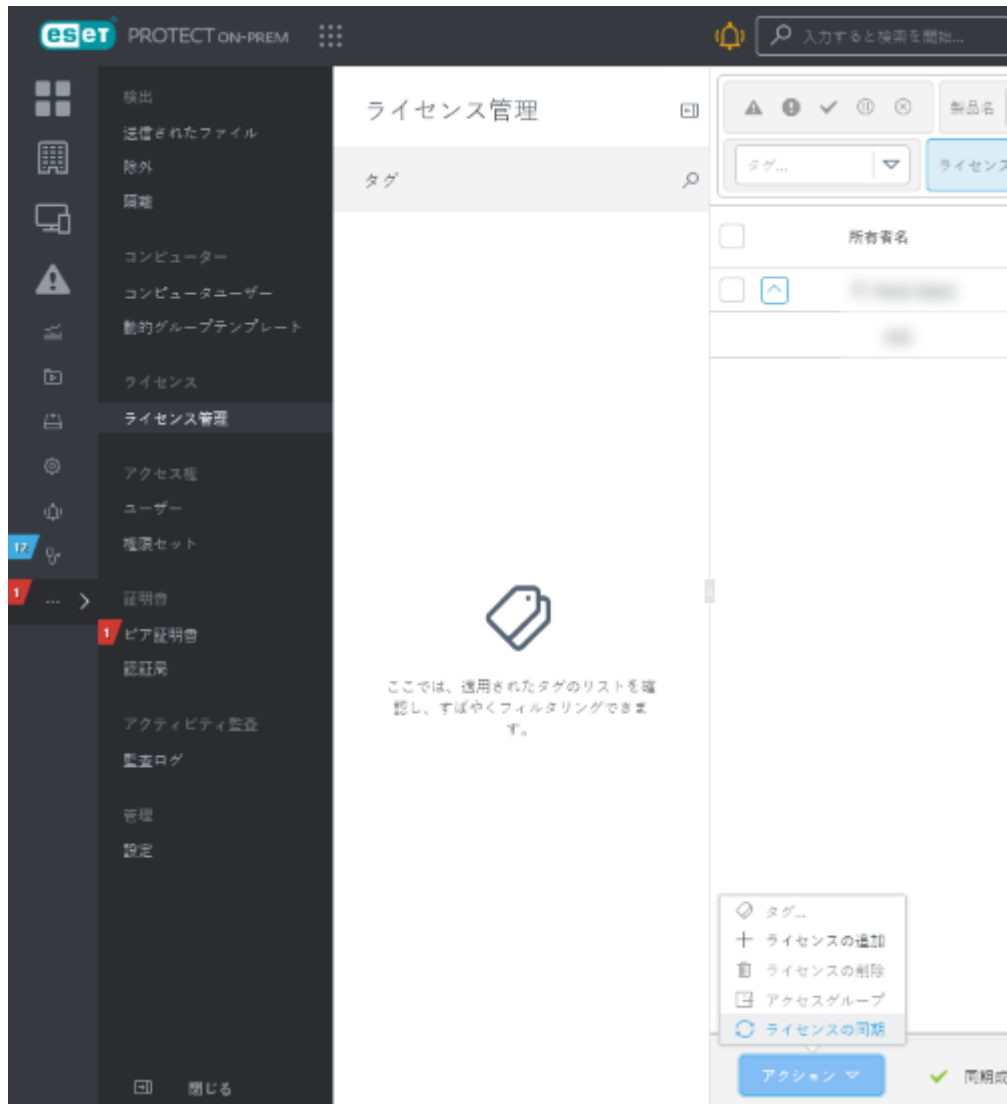 eset PROTECT ON-PREM
入力すると検索を開始...
検出
送信されたファイル
除外
隔離
コンピューター
コンピュータユーザー
動的グループテンプレート
ライセンス
ライセンス管理
アクセス権
ユーザー
権限セット
12
1
証明書
1 ピア証明書
認証局
アクティビティ監査
監査ログ
管理
設定
閉じる
ライセンス管理
タグ
ここでは、適用されたタグのリストを確
認し、すばやくフィルタリングできま
す。
製品名
タグ...
ライセンス
所有者名
タグ...
ライセンスの追加
ライセンスの削除
アクセスグループ
ライセンスの同期
アクション
同期成